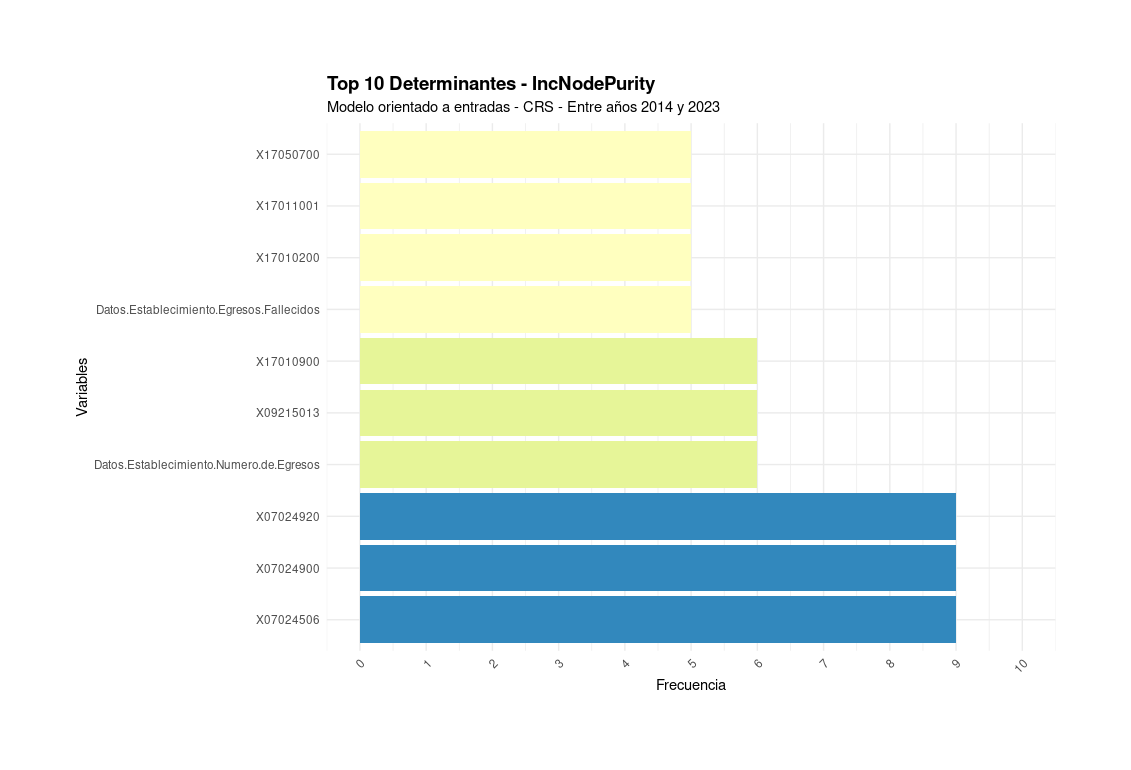 Top 10 Determinantes - IncNodePurity
Modelo orientado a entradas - CRS - Entre años 2014 y 2023
Variables
X17050700
X17011001
X17010200
Datos.Establecimiento.Egresos.Fallecidos
X17010900
X09215013
Datos.Establecimiento.Numero.de.Egresos
X07024920
X07024900
X07024506
0 1 2 3 4 5 6 7 8 9 10
Frecuencia